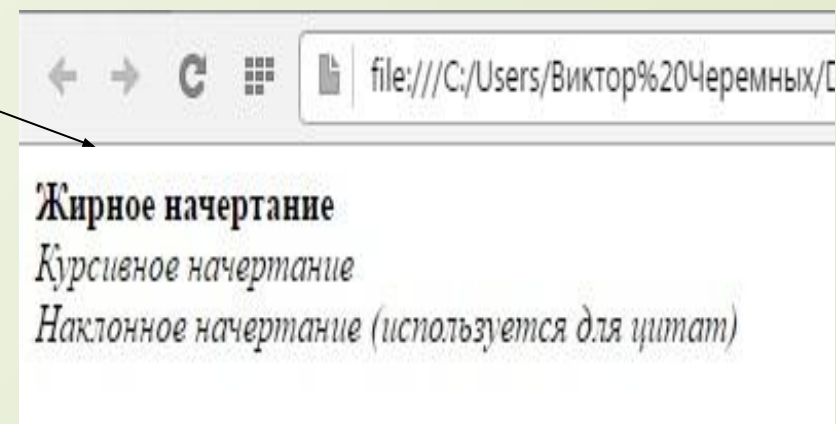 file:///C:/Users/Виктор%20Черемных/D
Жирное начертание
Курсивное начертание
Наклонное начертание (используется для цитат)